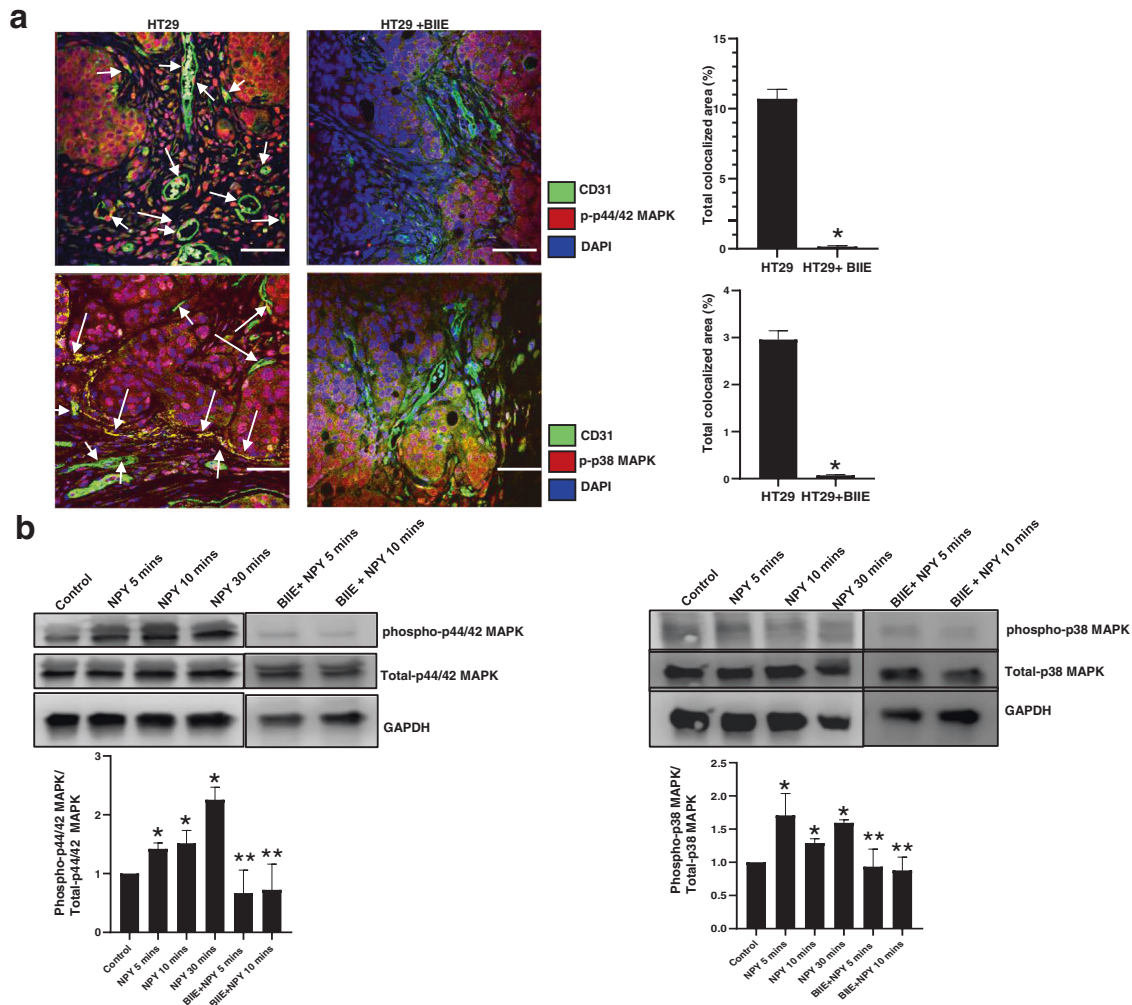 a
HT29
HT29 +BIIE
CD31
p-p44/42 MAPK
DAPI
Total colocalized area (%)
15
10
5
0
*
HT29
HT29+ BIIE
CD31
p-p38 MAPK
DAPI
Total colocalized area (%)
4
3
2
1
0
*
HT29
HT29+BIIE
b
Control
NPY 5 mins
NPY 10 mins
NPY 30 mins
BIIE+ NPY 5 mins
BIIE + NPY 10 mins
phospho-p44/42 MAPK
Total-p44/42 MAPK
GAPDH
Phospho-p44/42 MAPK/
Total-p44/42 MAPK
3
2
1
0
*
*
*
**
**
Control
NPY 5 mins
NPY 10 mins
NPY 30 mins
BIIE+NPY 5 mins
BIIE+NPY 10 mins
Control
NPY 5 mins
NPY 10 mins
NPY 30 mins
BIIE+ NPY 5 mins
BIIE + NPY 10 mins
phospho-p38 MAPK
Total-p38 MAPK
GAPDH
Phospho-p38 MAPK/
Total-p38 MAPK
2.5
2.0
1.5
1.0
0.5
0.0
*
*
*
**
**
Control
NPY 5 mins
NPY 10 mins
NPY 30 mins
BIIE+NPY 5 mins
BIIE+NPY 10 mins